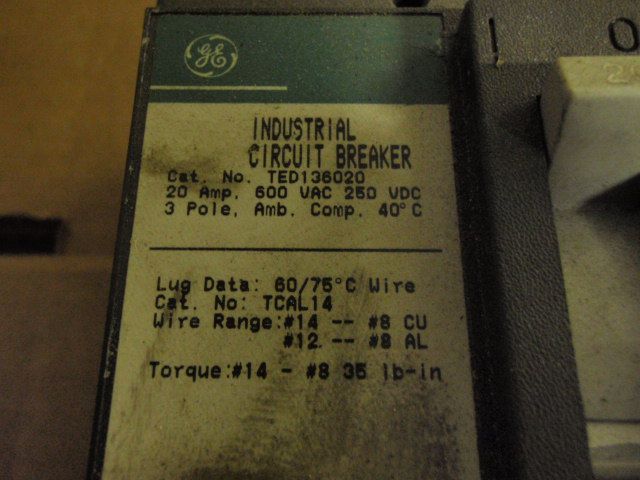 GE
INDUSTRIAL
CIRCUIT BREAKER
Cat. No. TED136020
20 Amp, 600 VAC 250 VDC
3 Pole, Amb. Comp. 40°C
Lug Data: 60/75°C Wire
Cat. No: TCAL14
Wire Range:#14 -- #8 CU
#12 -- #8 AL
Torque:#14 - #8 35 lb-in
I O
20